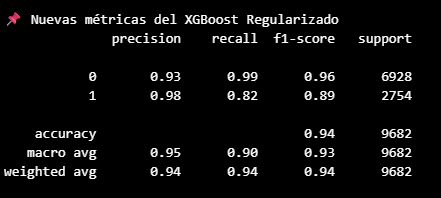 📌 Nuevas métricas del XGBoost Regularizado
precision recall f1-score support
0 0.93 0.99 0.96 6928
1 0.98 0.82 0.89 2754
accuracy 0.94 9682
macro avg 0.95 0.90 0.93 9682
weighted avg 0.94 0.94 0.94 9682